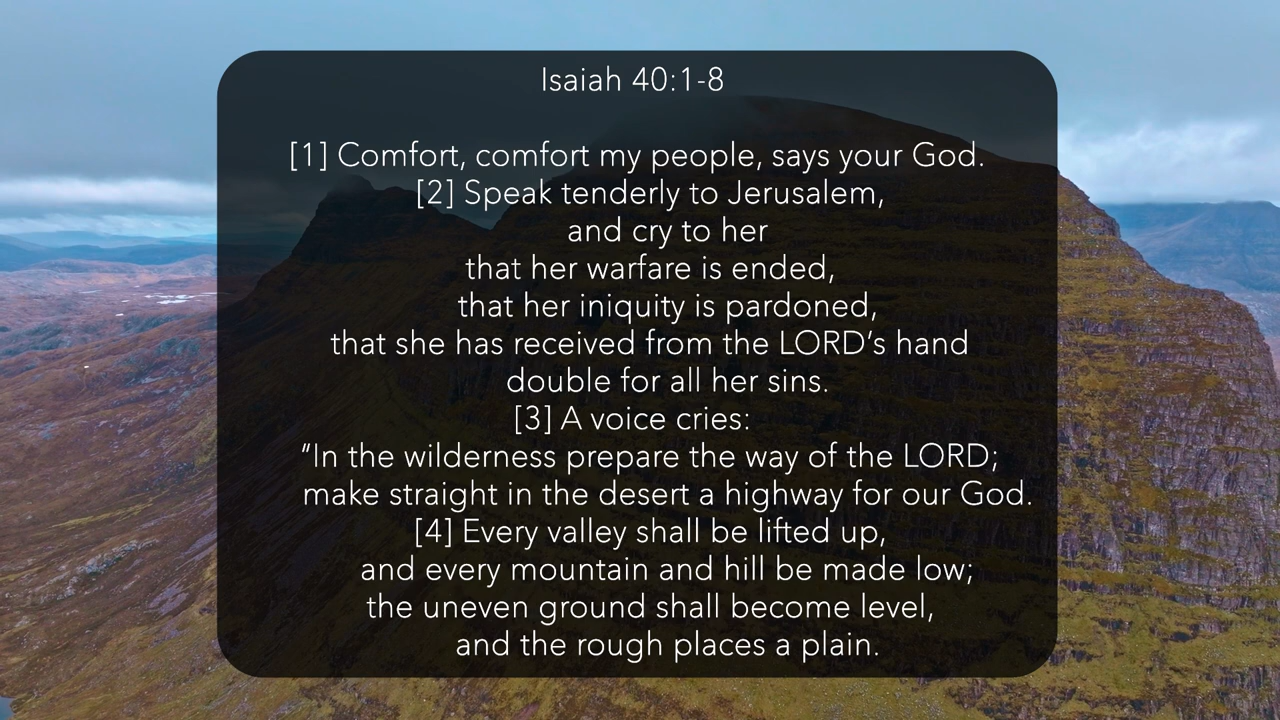 Isaiah 40:1-8
[1] Comfort, comfort my people, says your God.
[2] Speak tenderly to Jerusalem,
and cry to her
that her warfare is ended,
that her iniquity is pardoned,
that she has received from the LORD’s hand
double for all her sins.
[3] A voice cries:
“In the wilderness prepare the way of the LORD;
make straight in the desert a highway for our God.
[4] Every valley shall be lifted up,
and every mountain and hill be made low;
the uneven ground shall become level,
and the rough places a plain.